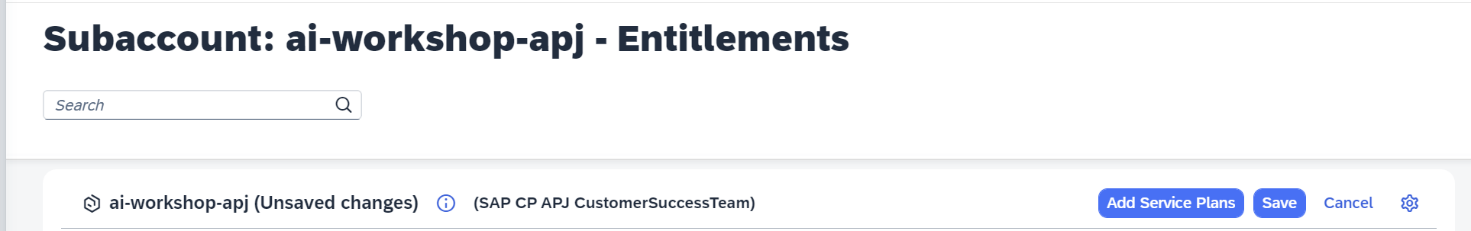 Subaccount: ai-workshop-apj - Entitlements
Search
ai-workshop-apj (Unsaved changes) (SAP CP APJ CustomerSuccessTeam) Add Service Plans Save Cancel